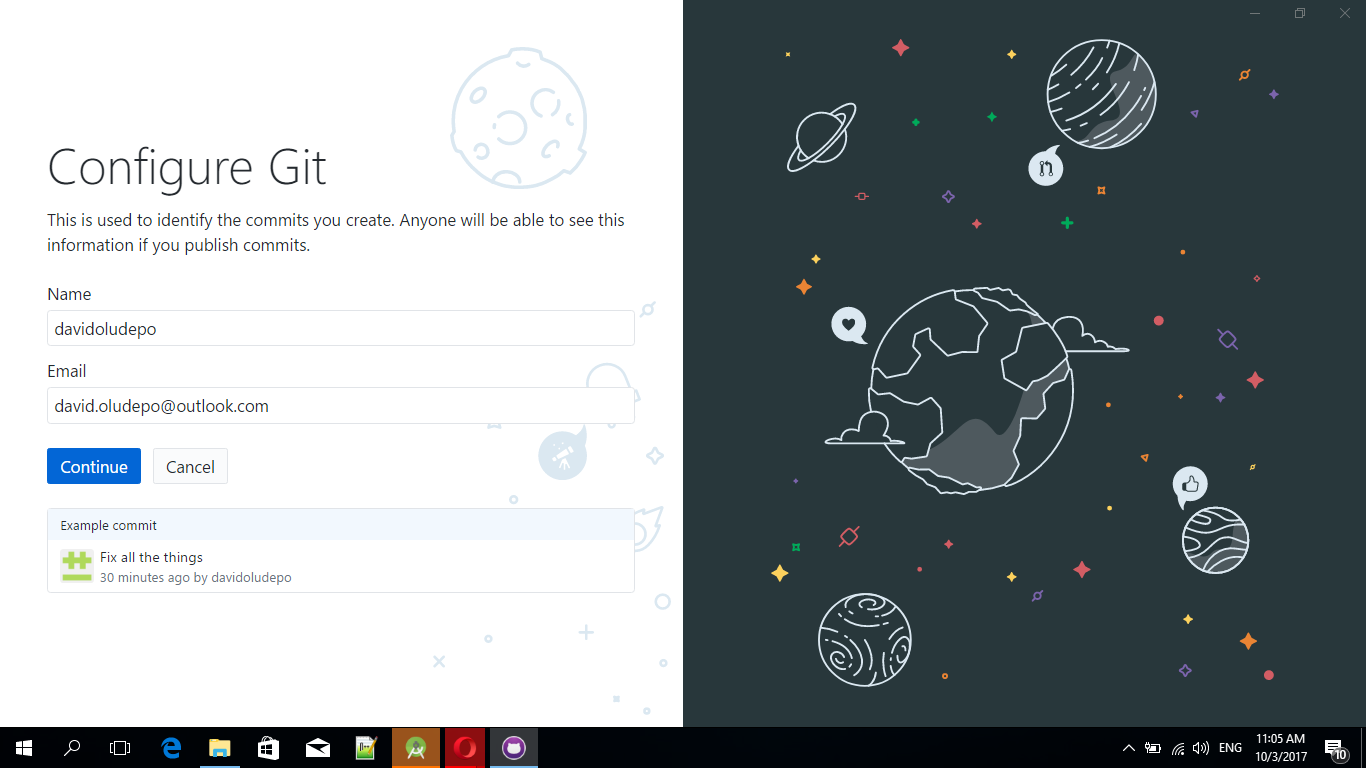 Configure Git
This is used to identify the commits you create. Anyone will be able to see this
information if you publish commits.
Name
davidoludepo
Email
david.oludepo@outlook.com
Continue
Cancel
Example commit
Fix all the things
30 minutes ago by davidoludepo
ENG
11:05 AM
10/3/2017
10